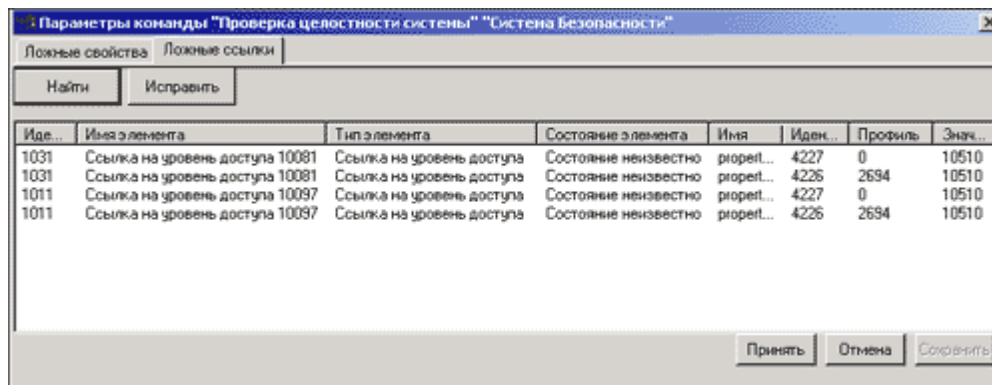 Параметры команды "Проверка целостности системы" "Система Безопасности"
Ложные свойства Ложные ссылки
Найти Исправить
Иде... Имя элемента Тип элемента Состояние элемента Имя Иден... Профиль Знач...
1031 Ссылка на уровень доступа 10081 Ссылка на уровень доступа Состояние неизвестно propert... 4227 0 10510
1031 Ссылка на уровень доступа 10081 Ссылка на уровень доступа Состояние неизвестно propert... 4226 2694 10510
1011 Ссылка на уровень доступа 10097 Ссылка на уровень доступа Состояние неизвестно propert... 4227 0 10510
1011 Ссылка на уровень доступа 10097 Ссылка на уровень доступа Состояние неизвестно propert... 4226 2694 10510
Принять Отмена Сохранить